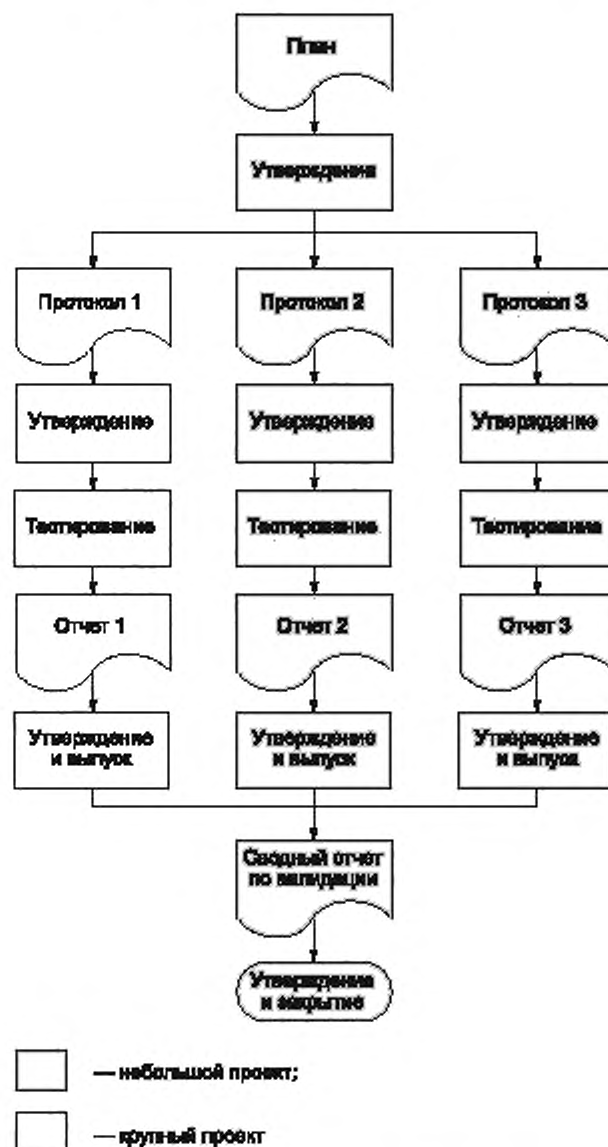 План
Утверждение
Протокол 1
Протокол 2
Протокол 3
Утверждение
Утверждение
Утверждение
Тестирование
Тестирование
Тестирование
Отчет 1
Отчет 2
Отчет 3
Утверждение
и выпуск
Утверждение
и выпуск
Утверждение
и выпуск
Сводный отчет
по валидации
Утверждение
и закрытие
— небольшой проект;
— крупный проект